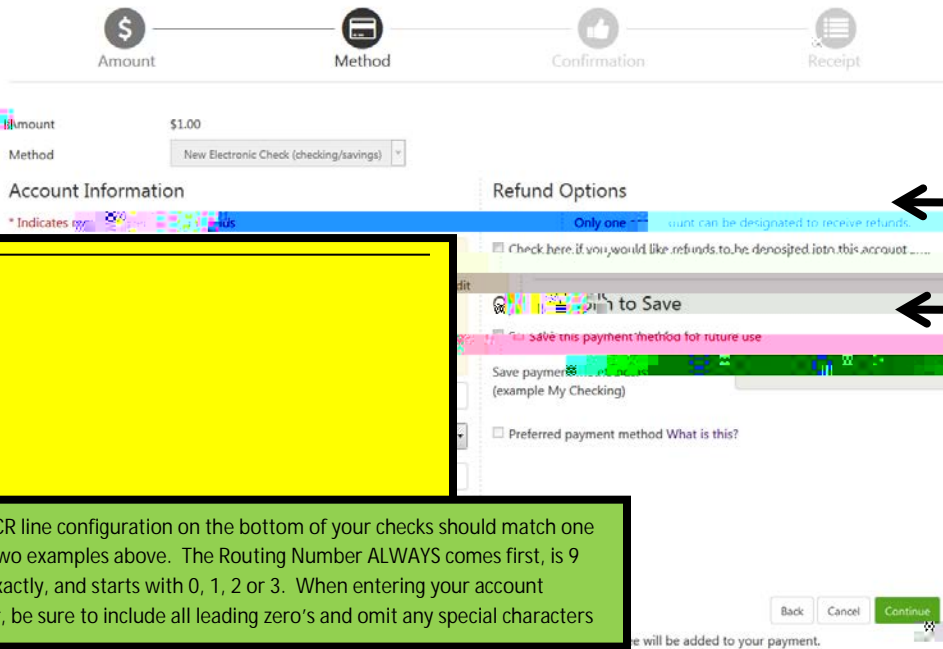 $
Amount Method Confirmation Receipt
Amount $1.00
Method New Electronic Check (checking/savings)
Account Information
* Indicates
Refund Options
Only one can be designated to receive refunds.
Check here if you would like refunds to be deposited into this account
dit
to Save
Save this payment method for future use
Save
(example My Checking)
Preferred payment method What is this?
CR line configuration on the bottom of your checks should match one
wo examples above. The Routing Number ALWAYS comes first, is 9
xactly, and starts with 0, 1, 2 or 3. When entering your account
, be sure to include all leading zero's and omit any special characters
Back Cancel Continue
e will be added to your payment.